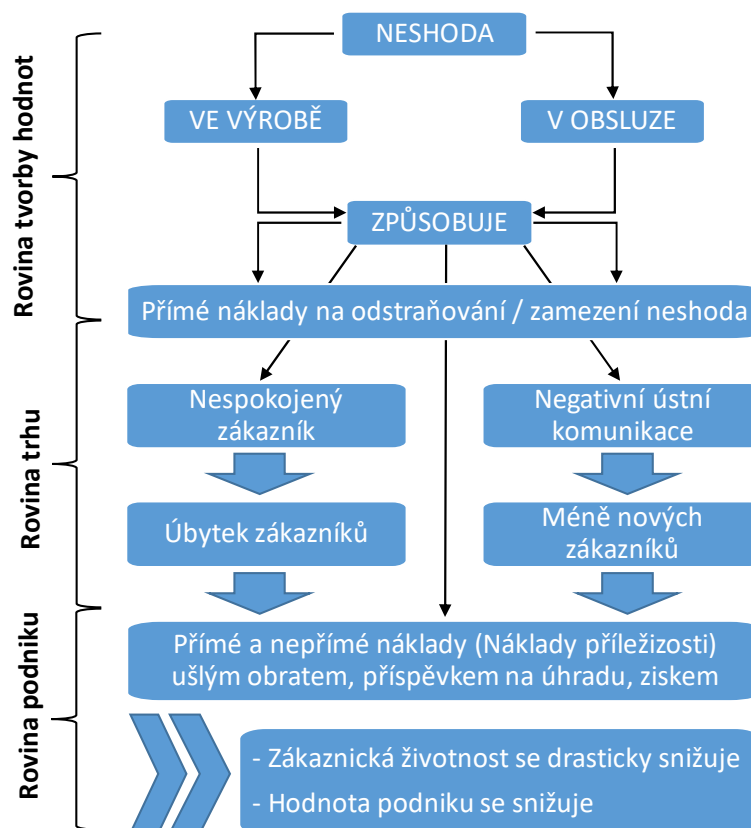 NESHODA
VE VÝROBĚ
V OBSLUZE
ZPŮSOBUJE
Rovina tvorby hodnot
Přímé náklady na odstraňování / zamezení neshoda
Nespokojený
zákazník
Negativní ústní
komunikace
Rovina trhu
Úbytek zákazníků
Méně nových
zákazníků
Přímé a nepřímé náklady (Náklady příležizosti)
ušlým obratem, příspěvkem na úhradu, ziskem
Rovina podniku
- Zákaznická životnost se drasticky snižuje
- Hodnota podniku se snižuje